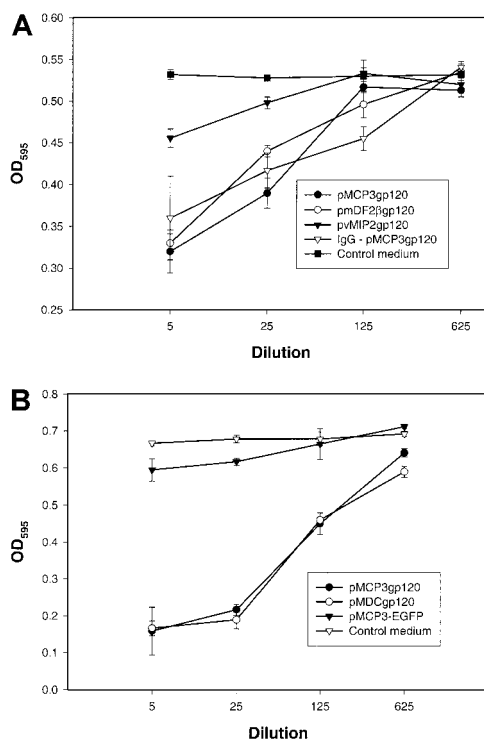 A
0.60
0.55
0.50
0.45
0.40
0.35
0.30
0.25
OD595
pMCP3gp120
pmDF2βgp120
pvMIP2gp120
IgG - pMCP3gp120
Control medium
5 25 125 625
Dilution
B
0.8
0.7
0.6
0.5
0.4
0.3
0.2
0.1
0.0
OD595
pMCP3gp120
pMDCgp120
pMCP3-EGFP
Control medium
5 25 125 625
Dilution